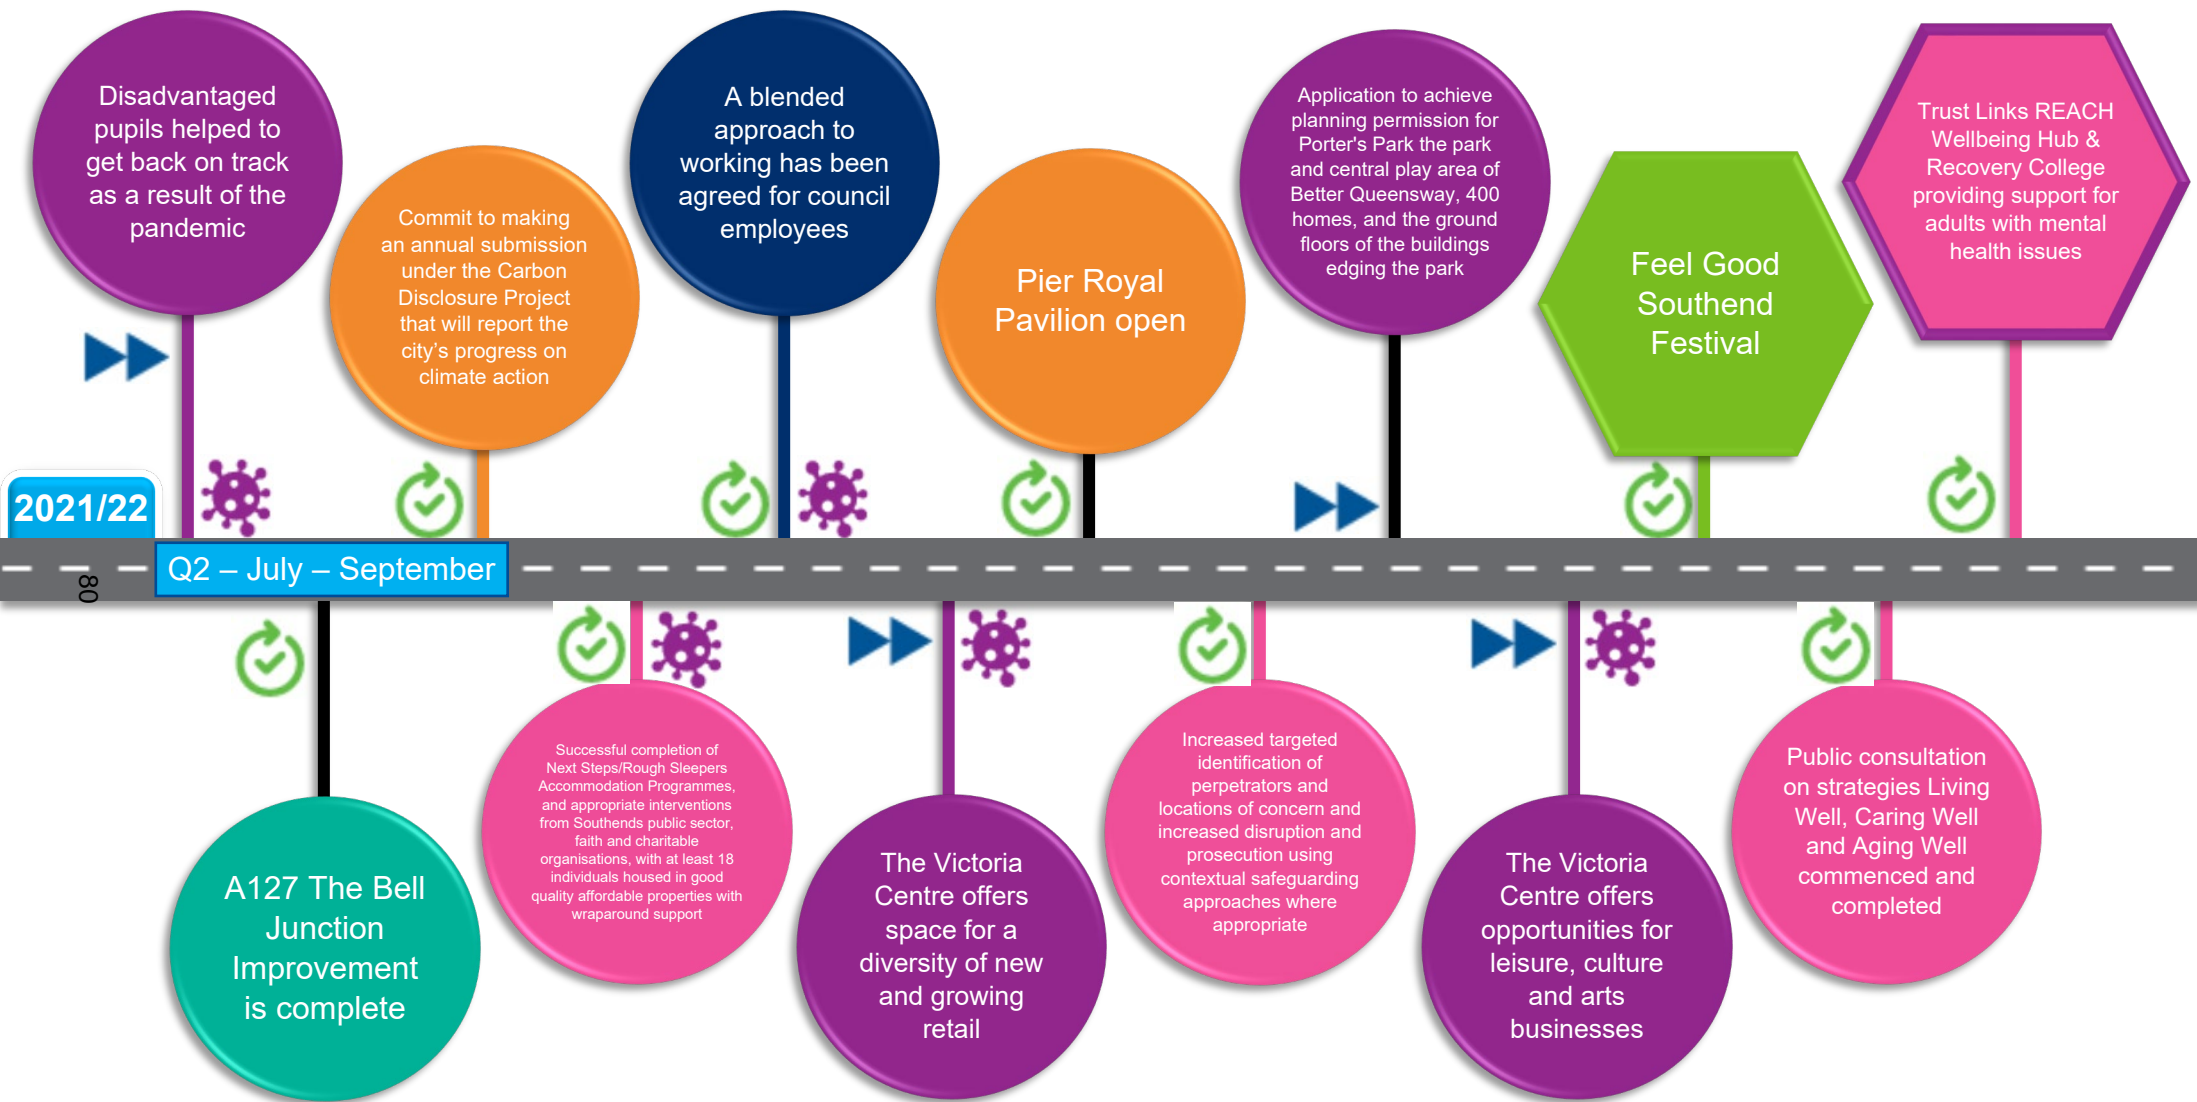 Disadvantaged
pupils helped to
get back on track
as a result of the
pandemic
Commit to making
an annual submission
under the Carbon
Disclosure Project
that will report the
city’s progress on
climate action
A blended
approach to
working has been
agreed for council
employees
Pier Royal
Pavilion open
Application to achieve
planning permission for
Porter's Park the park
and central play area of
Better Queensway, 400
homes, and the ground
floors of the buildings
edging the park
Feel Good
Southend
Festival
Trust Links REACH
Wellbeing Hub &
Recovery College
providing support for
adults with mental
health issues
2021/22
Q2 – July – September
80
A127 The Bell
Junction
Improvement
is complete
Successful completion of
Next Steps/Rough Sleepers
Accommodation Programmes,
and appropriate interventions
from Southends public sector,
faith and charitable
organisations, with at least 18
individuals housed in good
quality affordable properties with
wraparound support
The Victoria
Centre offers
space for a
diversity of new
and growing
retail
Increased targeted
identification of
perpetrators and
locations of concern and
increased disruption and
prosecution using
contextual safeguarding
approaches where
appropriate
The Victoria
Centre offers
opportunities for
leisure, culture
and arts
businesses
Public consultation
on strategies Living
Well, Caring Well
and Aging Well
commenced and
completed